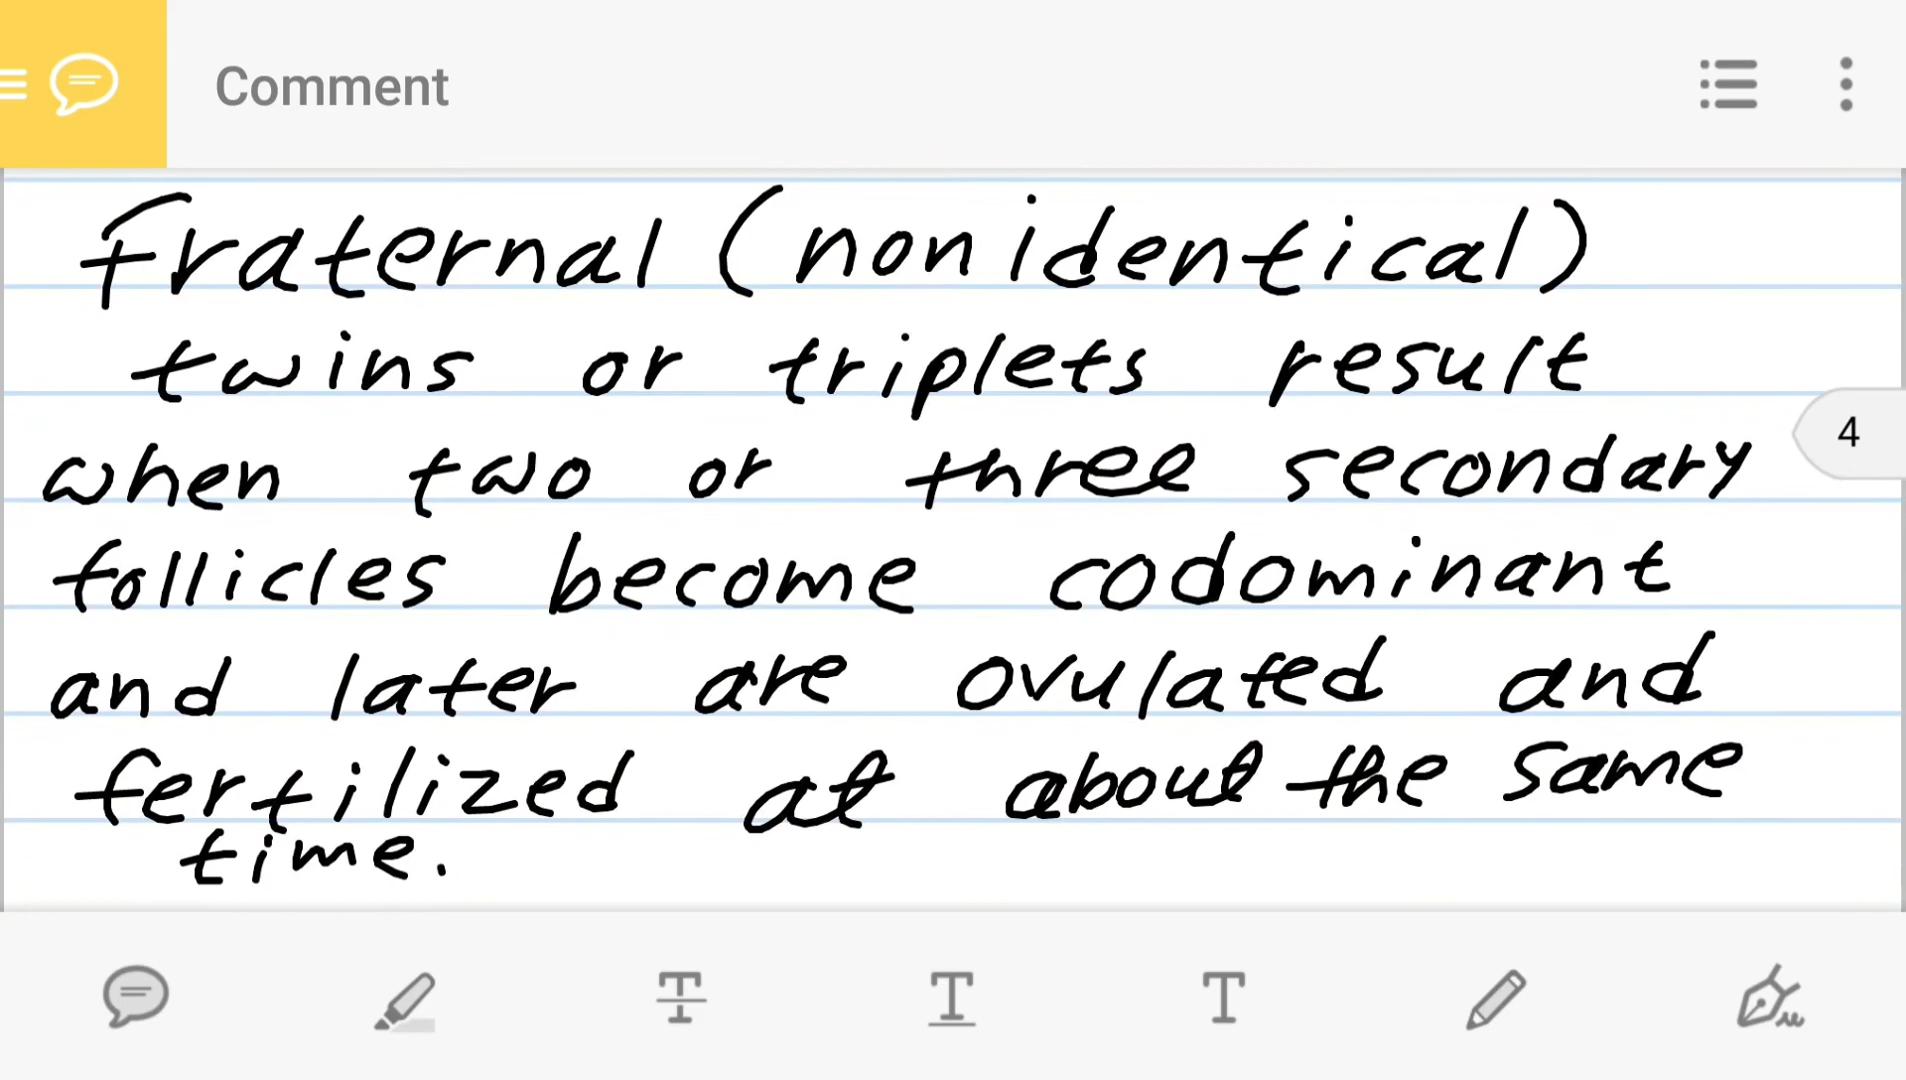 Comment
Fraternal (nonidentical)
twins or triplets result
when two or three secondary
4
follicles become codominant
and later are ovulated and
fertilized at about the same
time.